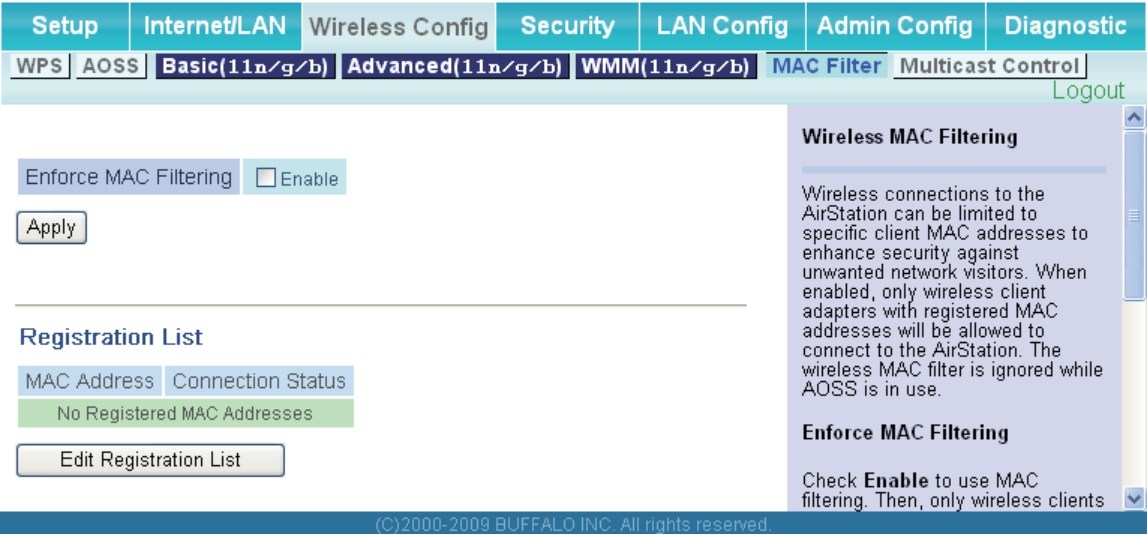 Setup Internet/LAN Wireless Config Security LAN Config Admin Config Diagnostic
WPS AOSS Basic(11n/g/b) Advanced(11n/g/b) WMM(11n/g/b) MAC Filter Multicast Control
Logout
Enforce MAC Filtering Enable
Apply
Registration List
MAC Address Connection Status
No Registered MAC Addresses
Edit Registration List
Wireless MAC Filtering
Wireless connections to the
AirStation can be limited to
specific client MAC addresses to
enhance security against
unwanted network visitors. When
enabled, only wireless client
adapters with registered MAC
addresses will be allowed to
connect to the AirStation. The
wireless MAC filter is ignored while
AOSS is in use.
Enforce MAC Filtering
Check Enable to use MAC
filtering. Then, only wireless clients
(C)2000-2009 BUFFALO INC. All rights reserved.